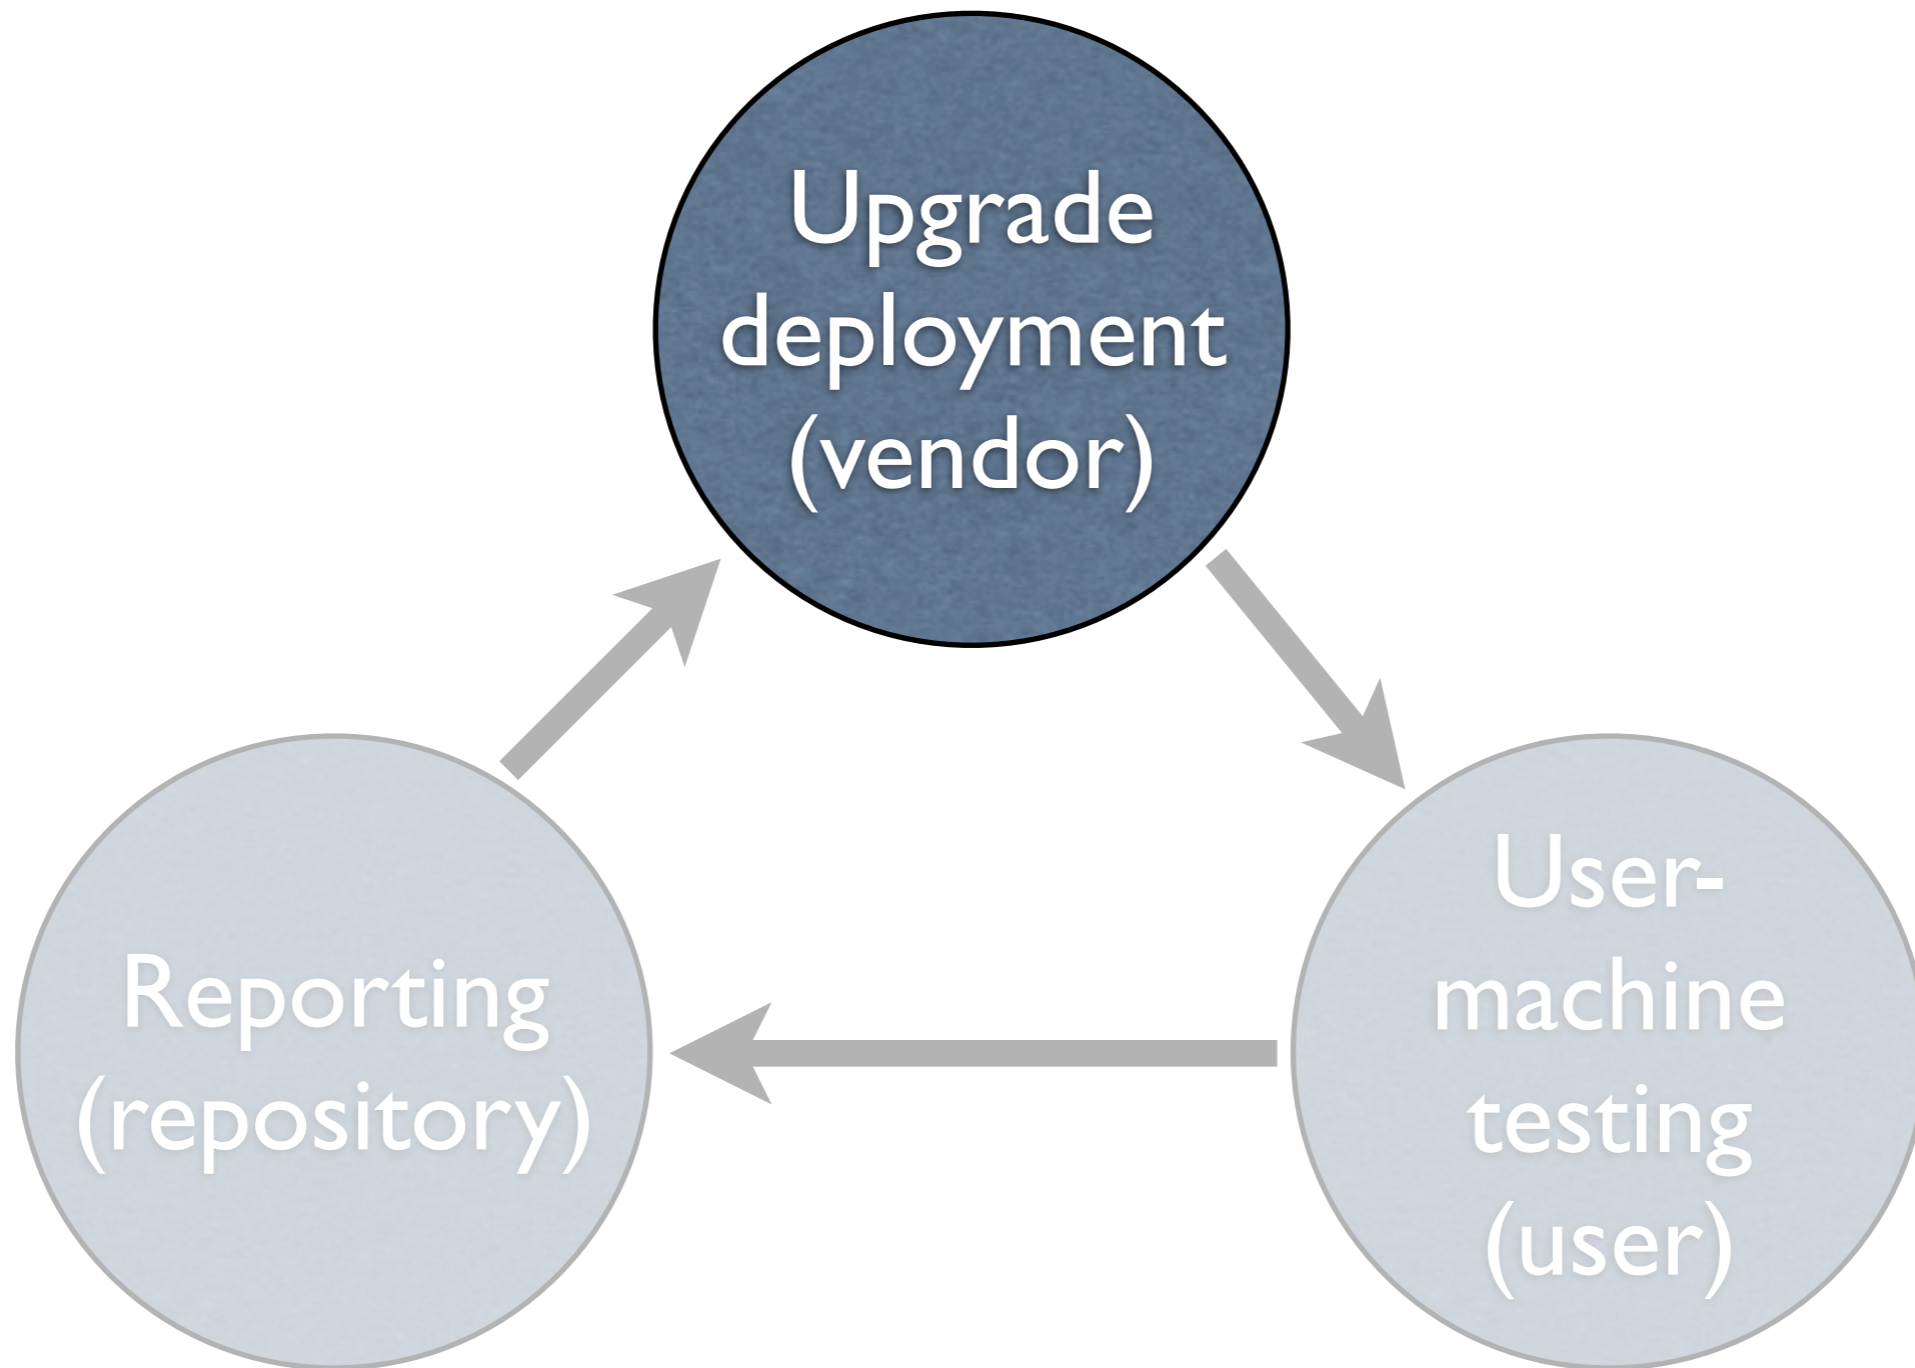 Upgrade
deployment
(vendor)
Reporting
(repository)
User-
machine
testing
(user)